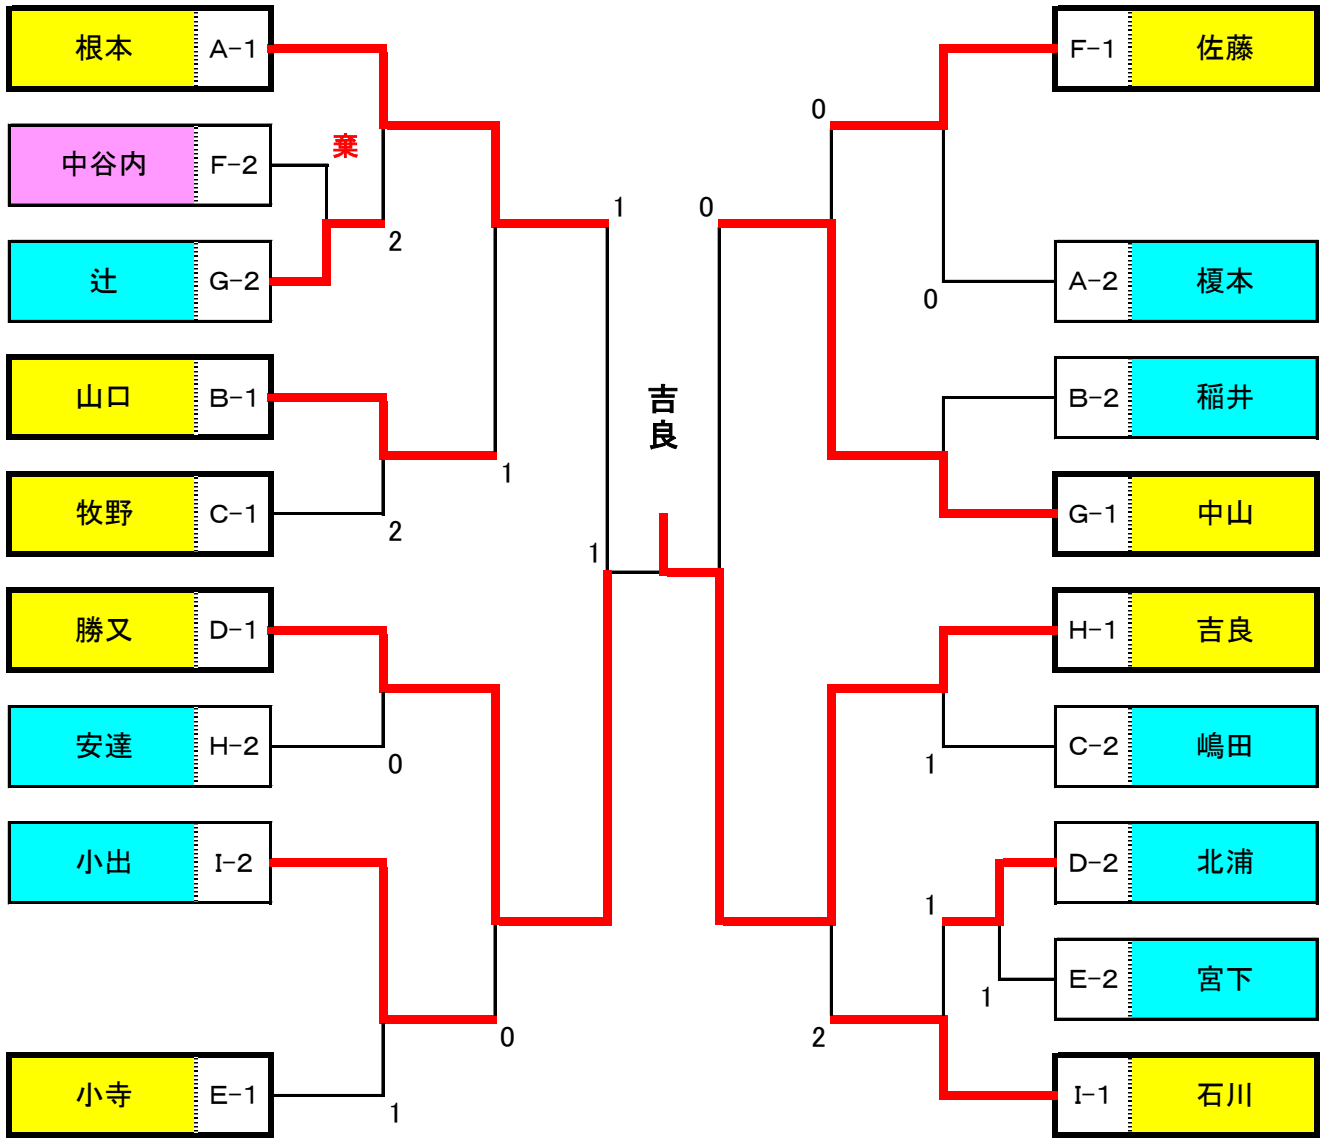 根本 A-1
中谷内 F-2
棄
辻 G-2
2
山口 B-1
牧野 C-1
2
1
1
勝又 D-1
安達 H-2
0
小出 I-2
小寺 E-1
1
0
1
吉良
0
F-1 佐藤
0
A-2 榎本
0
B-2 稲井
G-1 中山
H-1 吉良
C-2 嶋田
1
D-2 北浦
1
E-2 宮下
1
I-1 石川
2